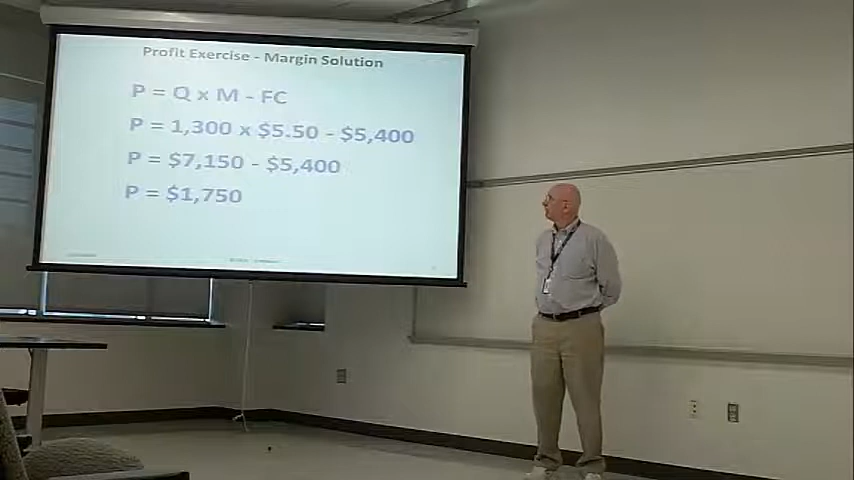 Profit Exercise - Margin Solution
P = Q x M - FC
P = 1,300 x $5.50 - $5,400
P = $7,150 - $5,400
P = $1,750